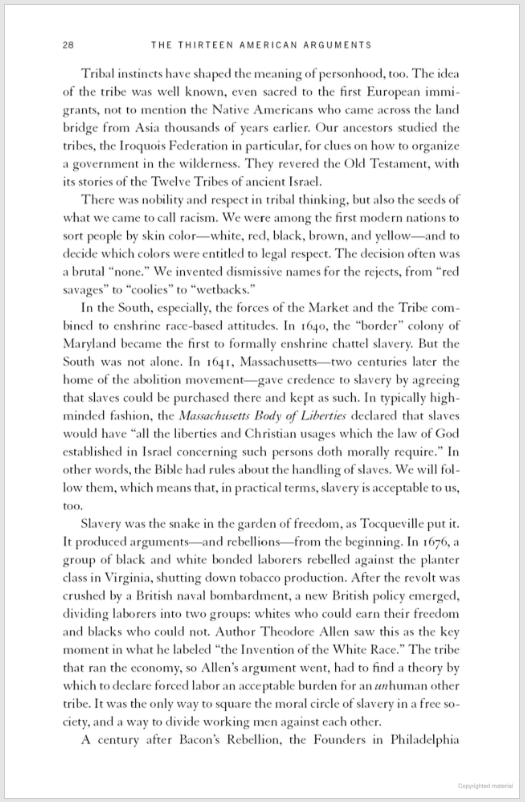 28 THE THIRTEEN AMERICAN ARGUMENTS
Tribal instincts have shaped the meaning of personhood, too. The idea
of the tribe was well known, even sacred to the first European immi-
grants, not to mention the Native Americans who came across the land
bridge from Asia thousands of years earlier. Our ancestors studied the
tribes, the Iroquois Federation in particular, for clues on how to organize
a government in the wilderness. They revered the Old Testament, with
its stories of the Twelve Tribes of ancient Israel.
There was nobility and respect in tribal thinking, but also the seeds of
what we came to call racism. We were among the first modern nations to
sort people by skin color—white, red, black, brown, and yellow—and to
decide which colors were entitled to legal respect. The decision often was
a brutal “none.” We invented dismissive names for the rejects, from “red
savages” to “coolies” to “wetbacks.”
In the South, especially, the forces of the Market and the Tribe com-
bined to enshrine race-based attitudes. In 1640, the “border” colony of
Maryland became the first to formally enshrine chattel slavery. But the
South was not alone. In 1641, Massachusetts—two centuries later the
home of the abolition movement—gave credence to slavery by agreeing
that slaves could be purchased there and kept as such. In typically high-
minded fashion, the Massachusetts Body of Liberties declared that slaves
would have “all the liberties and Christian usages which the law of God
established in Israel concerning such persons doth morally require.” In
other words, the Bible had rules about the handling of slaves. We will fol-
low them, which means that, in practical terms, slavery is acceptable to us,
too.
Slavery was the snake in the garden of freedom, as Tocqueville put it.
It produced arguments—and rebellions—from the beginning. In 1676, a
group of black and white bonded laborers rebelled against the planter
class in Virginia, shutting down tobacco production. After the revolt was
crushed by a British naval bombardment, a new British policy emerged,
dividing laborers into two groups: whites who could earn their freedom
and blacks who could not. Author Theodore Allen saw this as the key
moment in what he labeled “the Invention of the White Race.” The tribe
that ran the economy, so Allen’s argument went, had to find a theory by
which to declare forced labor an acceptable burden for an unhuman other
tribe. It was the only way to square the moral circle of slavery in a free so-
ciety, and a way to divide working men against each other.
A century after Bacon’s Rebellion, the Founders in Philadelphia
Copyrighted material